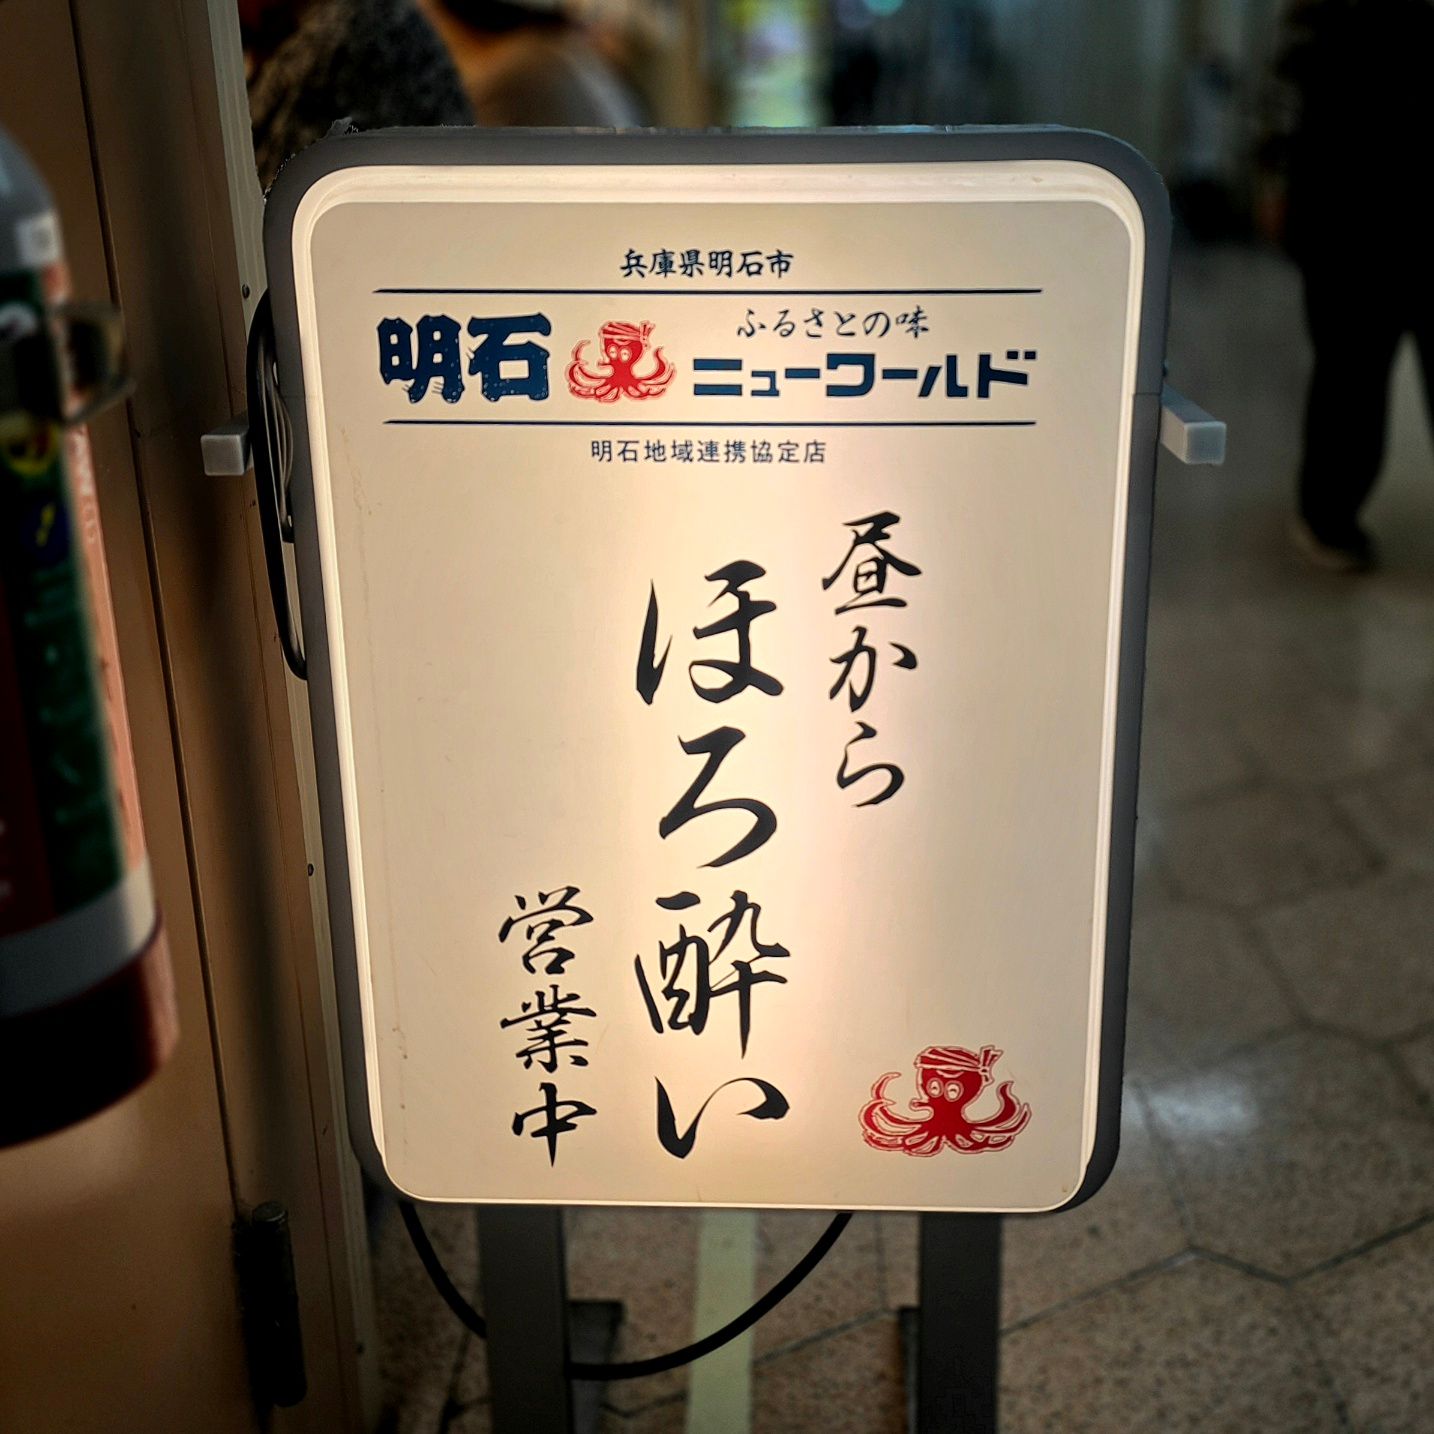 兵庫県明石市
明石
ふるさとの味
ニューワールド
明石地域連携協定店
昼から
ほろ酔い
営業中